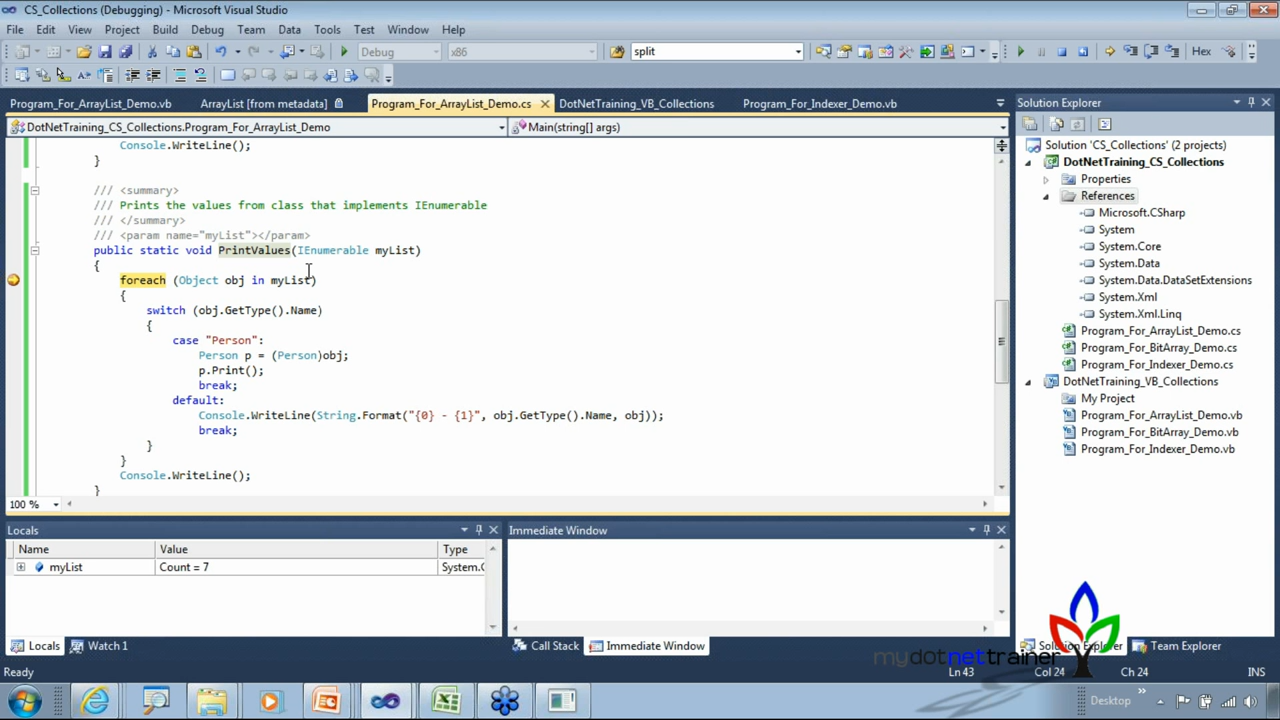 CS_Collections (Debugging) - Microsoft Visual Studio
File Edit View Project Build Debug Team Data Tools Test Window Help
Debug x86 split Hex
Program_For_ArrayList_Demo.vb ArrayList [from metadata] Program_For_ArrayList_Demo.cs DotNetTraining_VB_Collections Program_For_Indexer_Demo.vb
DotNetTraining_CS_Collections.Program_For_ArrayList_Demo Main(string[] args)
Console.WriteLine();
}
/// <summary>
/// Prints the values from class that implements IEnumerable
/// </summary>
/// <param name="myList"></param>
public static void PrintValues(IEnumerable myList)
{
foreach (Object obj in myList)
{
switch (obj.GetType().Name)
{
case "Person":
Person p = (Person)obj;
p.Print();
break;
default:
Console.WriteLine(String.Format("{0} - {1}", obj.GetType().Name, obj));
break;
}
}
Console.WriteLine();
}
100 %
Solution Explorer
Solution 'CS_Collections' (2 projects)
DotNetTraining_CS_Collections
Properties
References
Microsoft.CSharp
System
System.Core
System.Data
System.Data.DataSetExtensions
System.Xml
System.Xml.Linq
Program_For_ArrayList_Demo.cs
Program_For_BitArray_Demo.cs
Program_For_Indexer_Demo.cs
DotNetTraining_VB_Collections
My Project
Program_For_ArrayList_Demo.vb
Program_For_BitArray_Demo.vb
Program_For_Indexer_Demo.vb
Locals
Name Value Type
myList Count = 7 System.C
Locals Watch 1
Immediate Window
Call Stack Immediate Window
Solution Explorer Team Explorer
mydotnettrainer
Ready Ln 43 Col 24 Ch 24 INS
Desktop